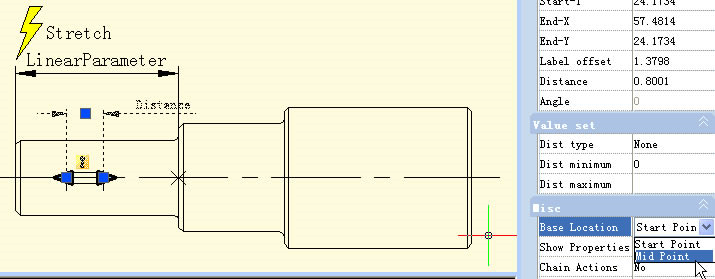 Stretch
LinearParameter
Distance
Start-Y 24.1734
End-X 57.4814
End-Y 24.1734
Label offset 1.3798
Distance 0.8001
Angle 0
Value set
Dist type None
Dist minimum 0
Dist maximum
Misc
Base Location Start Poin
Start Point
Show Properties Mid Point
Chain Actions No